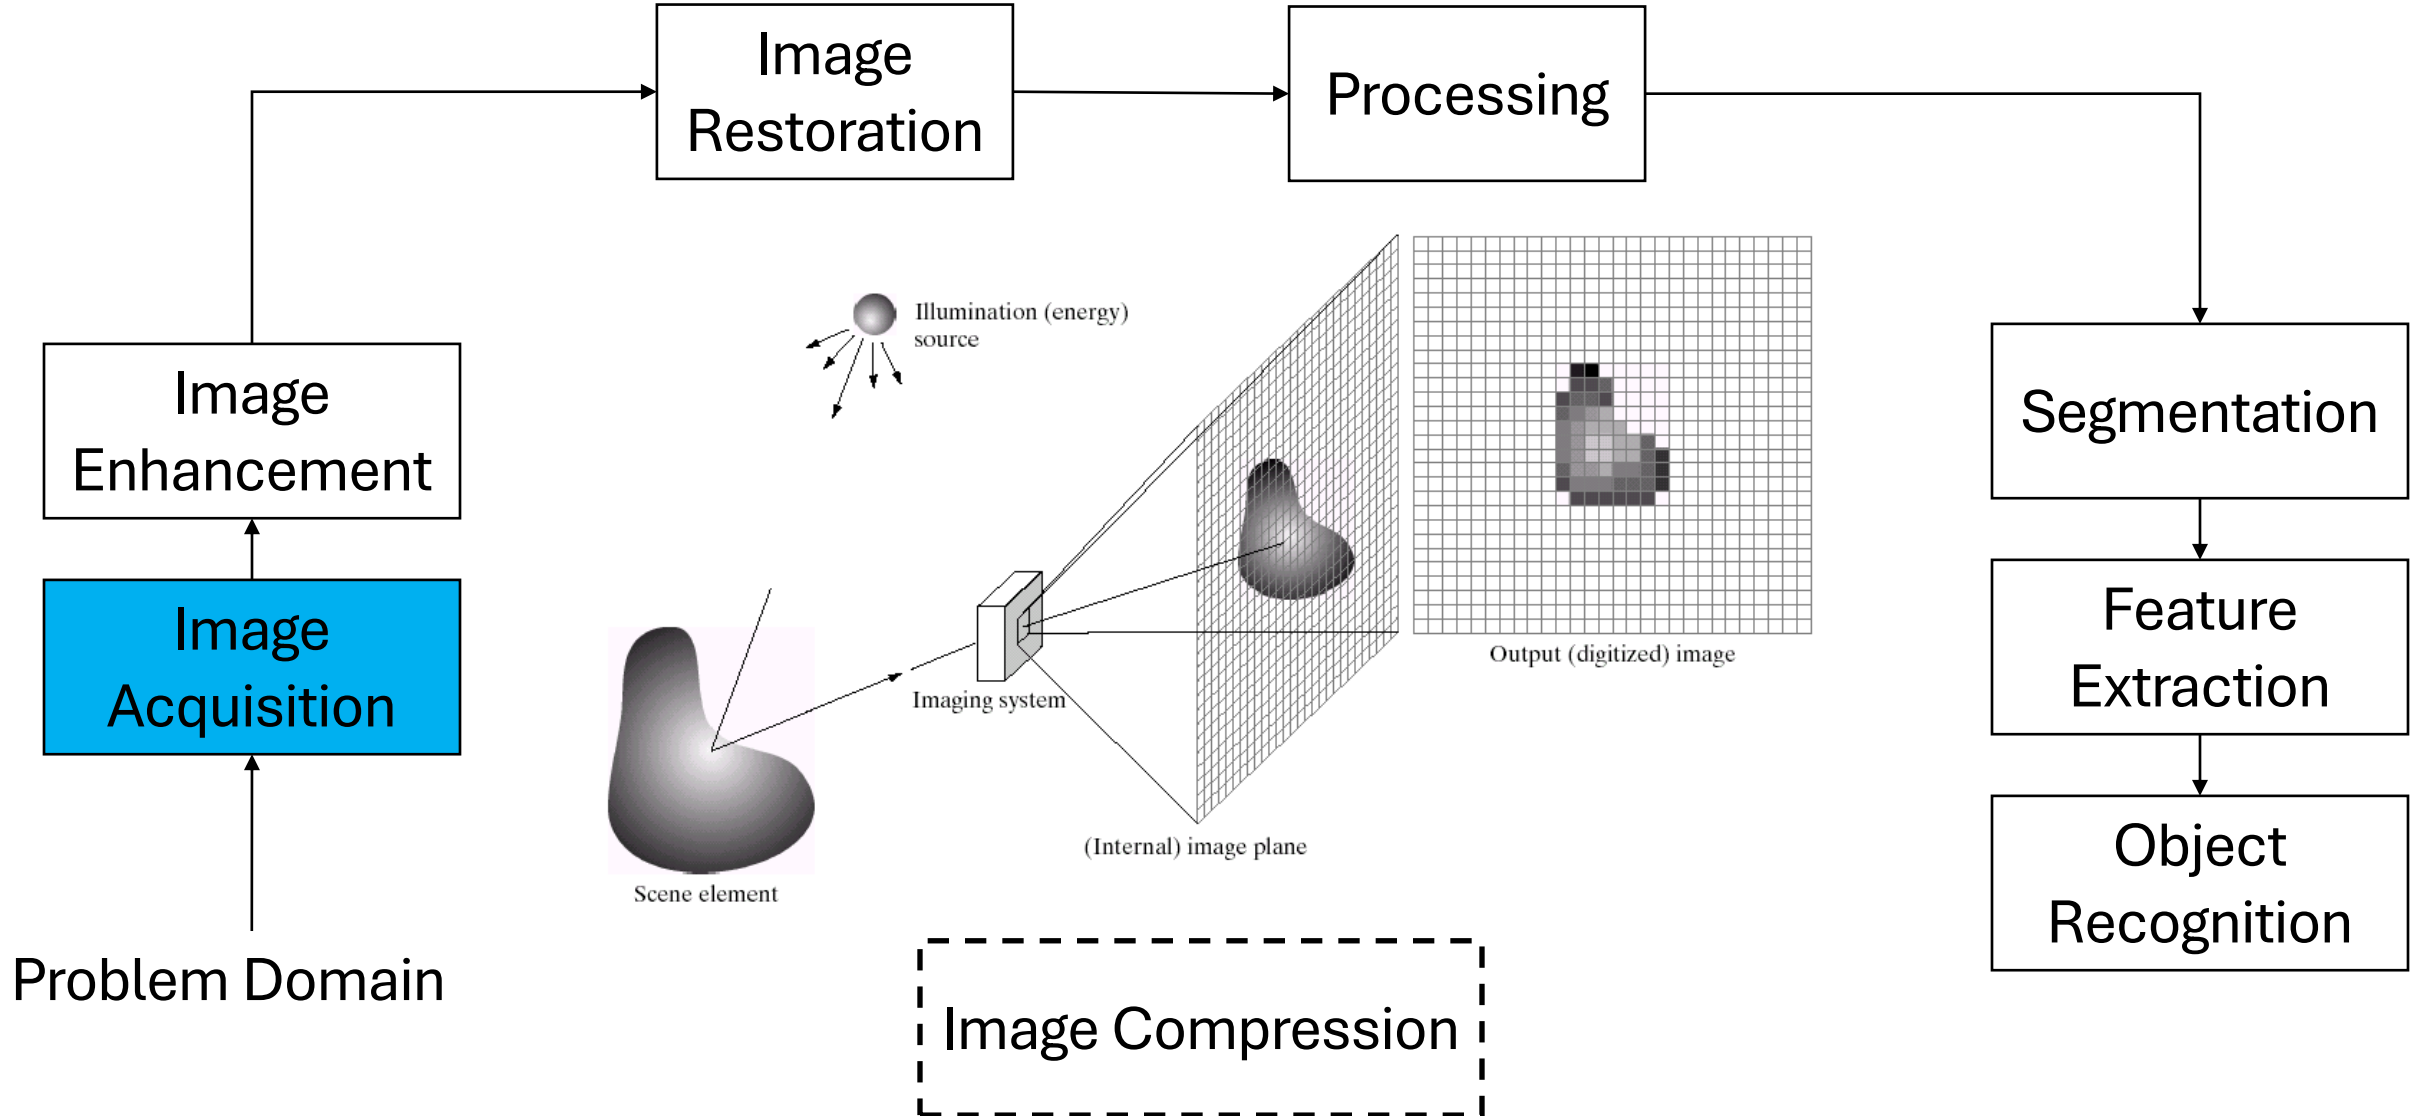 Image
Restoration
Processing
Illumination (energy)
source
Image
Enhancement
Segmentation
Image
Acquisition
Feature
Extraction
Output (digitized) image
Imaging system
(Internal) image plane
Scene element
Object
Recognition
Problem Domain
Image Compression